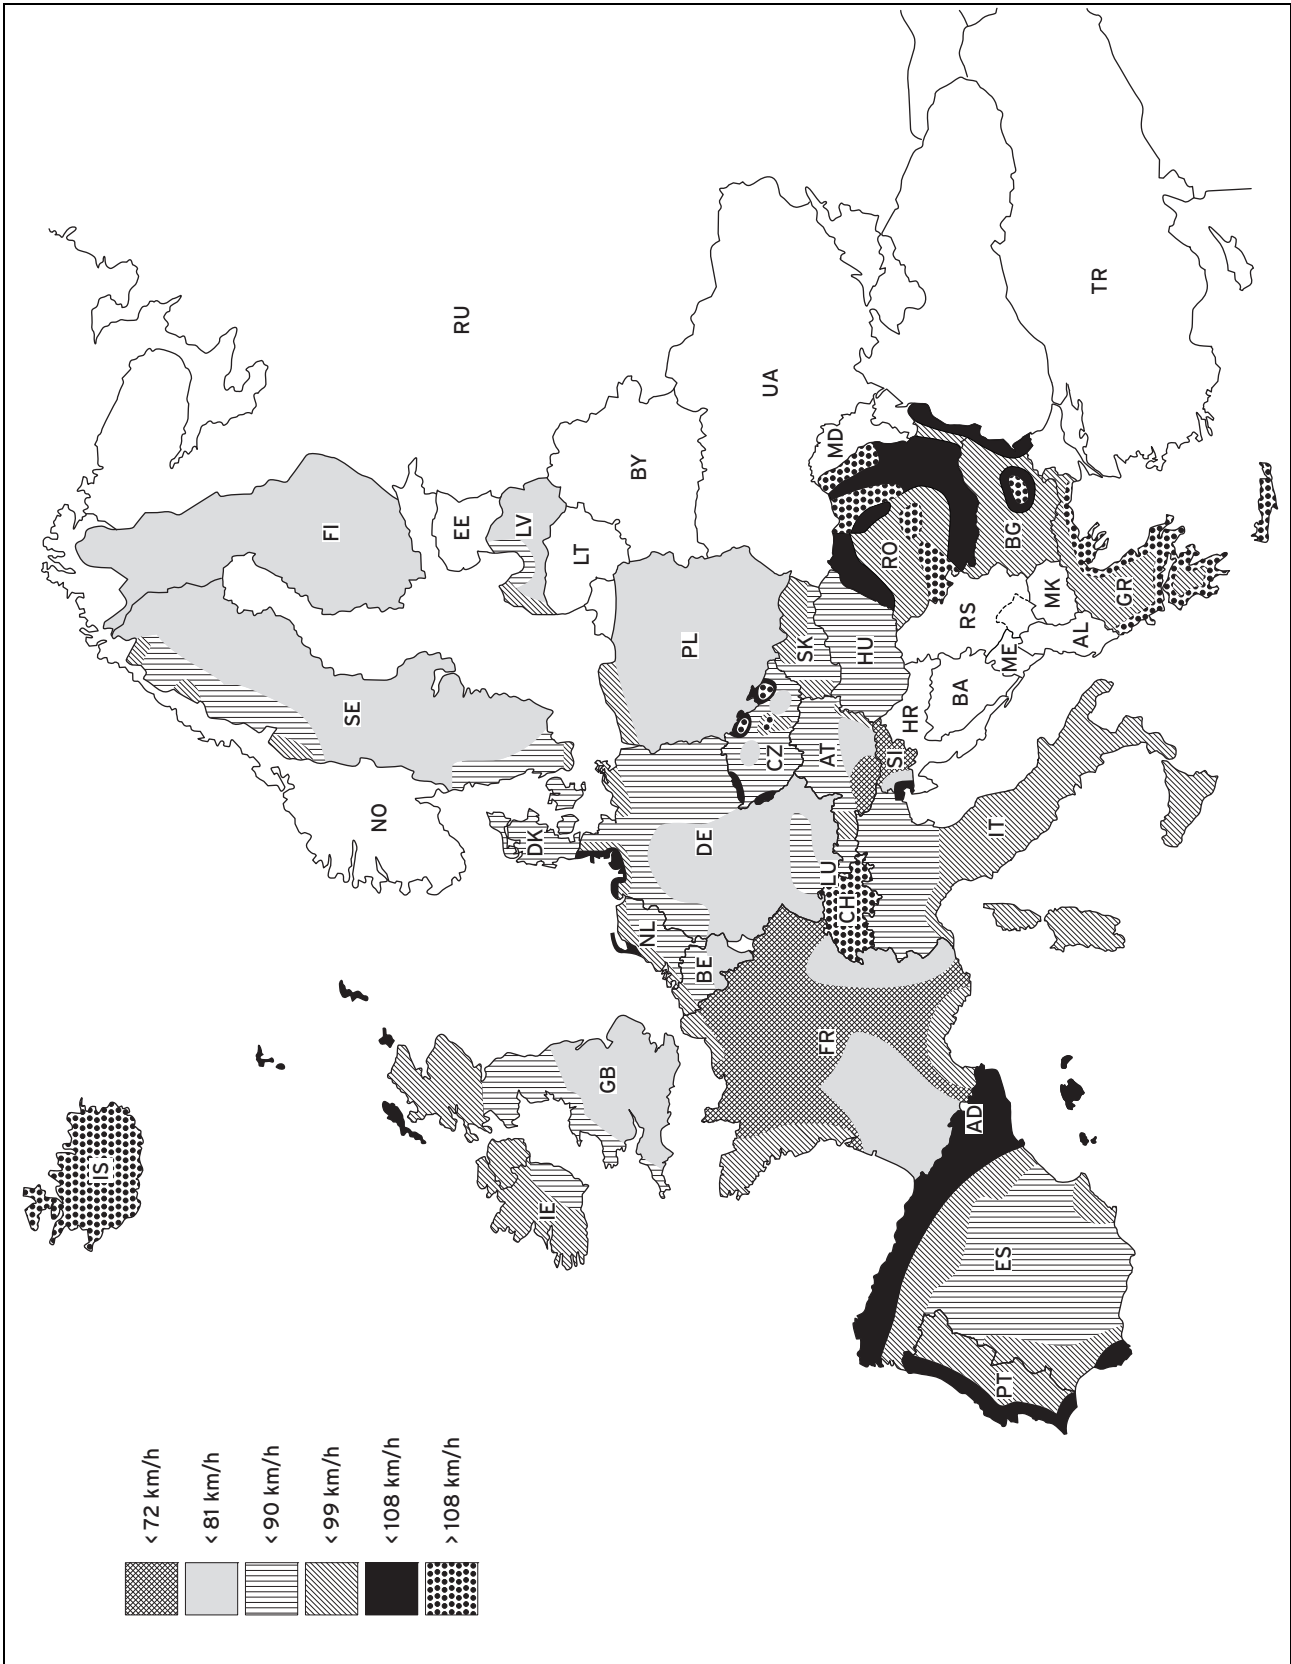 < 72 km/h
< 81 km/h
< 90 km/h
< 99 km/h
<108 km/h
>108 km/h
IS
NO
SE
FI
RU
EE
LV
LT
BY
DK
IE
GB
NL
BE
DE
PL
CZ
SK
UA
MD
FR
LU
CH
AT
HU
RO
SI
HR
BA
RS
ME
MK
AL
BG
GR
TR
IT
AD
ES
PT